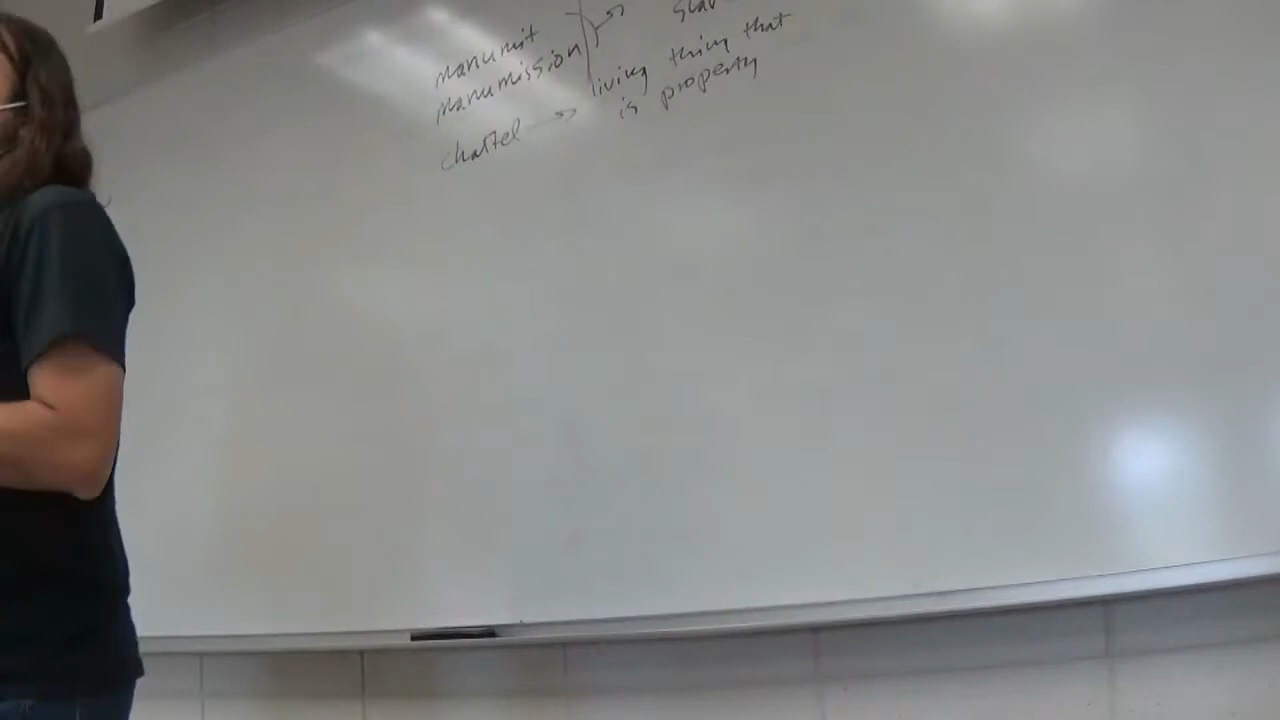 manumit
manumission
living thing that
is property
chattel →